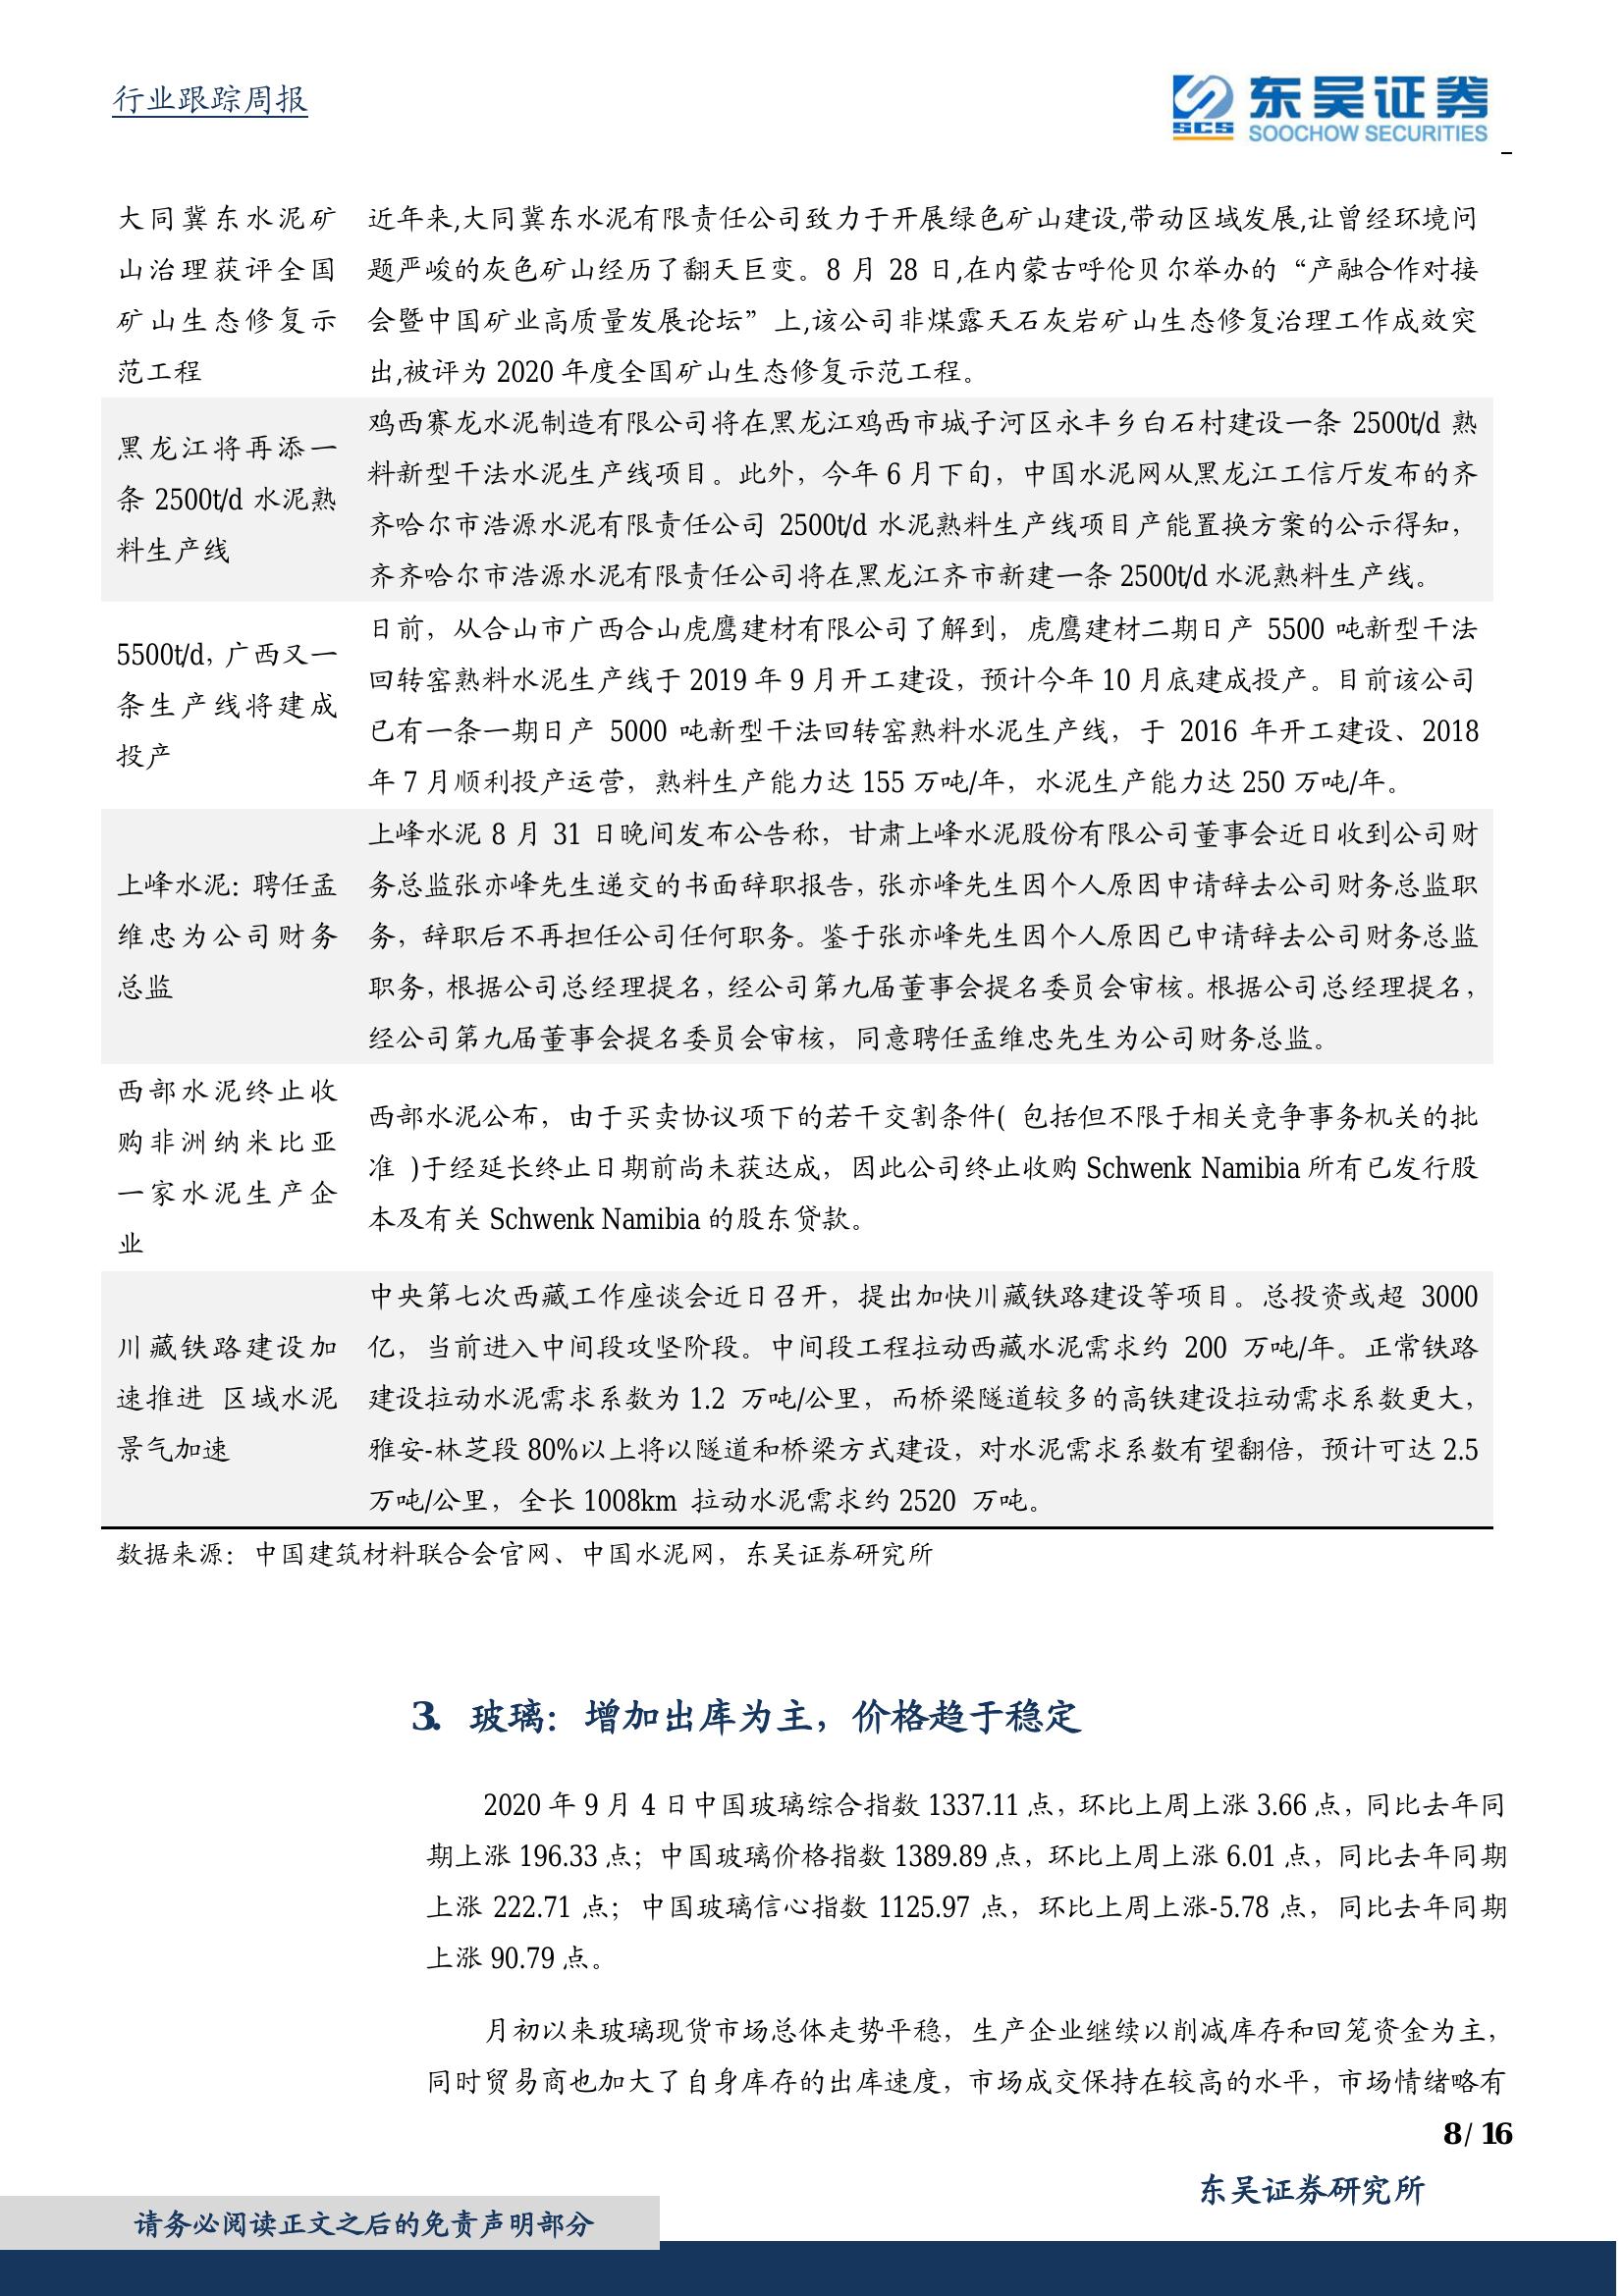 行业跟踪周报
东吴证券
SCS
SOOCHOW SECURITIES
大同冀东水泥矿
山治理获评全国
矿山生态修复示
范工程
近年来,大同冀东水泥有限责任公司致力于开展绿色矿山建设,带动区域发展,让曾经环境问
题严峻的灰色矿山经历了翻天巨变。8 月 28 日,在内蒙古呼伦贝尔举办的“产融合作对接
会暨中国矿业高质量发展论坛”上,该公司非煤露天石灰岩矿山生态修复治理工作成效突
出,被评为 2020 年度全国矿山生态修复示范工程。
黑龙江将再添一
条 2500t/d 水泥熟
料生产线
鸡西赛龙水泥制造有限公司将在黑龙江鸡西市城子河区永丰乡白石村建设一条 2500t/d 熟
料新型干法水泥生产线项目。此外，今年 6 月下旬，中国水泥网从黑龙江工信厅发布的齐
齐哈尔市浩源水泥有限责任公司 2500t/d 水泥熟料生产线项目产能置换方案的公示得知，
齐齐哈尔市浩源水泥有限责任公司将在黑龙江齐市新建一条 2500t/d 水泥熟料生产线。
5500t/d，广西又一
条生产线将建成
投产
日前，从合山市广西合山虎鹰建材有限公司了解到，虎鹰建材二期日产 5500 吨新型干法
回转窑熟料水泥生产线于 2019 年 9 月开工建设，预计今年 10 月底建成投产。目前该公司
已有一条一期日产 5000 吨新型干法回转窑熟料水泥生产线，于 2016 年开工建设、2018
年 7 月顺利投产运营，熟料生产能力达 155 万吨/年，水泥生产能力达 250 万吨/年。
上峰水泥：聘任孟
维忠为公司财务
总监
上峰水泥 8 月 31 日晚间发布公告称，甘肃上峰水泥股份有限公司董事会近日收到公司财
务总监张亦峰先生递交的书面辞职报告，张亦峰先生因个人原因申请辞去公司财务总监职
务，辞职后不再担任公司任何职务。鉴于张亦峰先生因个人原因已申请辞去公司财务总监
职务，根据公司总经理提名，经公司第九届董事会提名委员会审核。根据公司总经理提名，
经公司第九届董事会提名委员会审核，同意聘任孟维忠先生为公司财务总监。
西部水泥终止收
购非洲纳米比亚
一家水泥生产企
业
西部水泥公布，由于买卖协议项下的若干交割条件( 包括但不限于相关竞争事务机关的批
准 )于经延长终止日期前尚未获达成，因此公司终止收购 Schwenk Namibia 所有已发行股
本及有关 Schwenk Namibia 的股东贷款。
川藏铁路建设加
速推进 区域水泥
景气加速
中央第七次西藏工作座谈会近日召开，提出加快川藏铁路建设等项目。总投资或超 3000
亿，当前进入中间段攻坚阶段。中间段工程拉动西藏水泥需求约 200 万吨/年。正常铁路
建设拉动水泥需求系数为 1.2 万吨/公里，而桥梁隧道较多的高铁建设拉动需求系数更大，
雅安-林芝段 80%以上将以隧道和桥梁方式建设，对水泥需求系数有望翻倍，预计可达 2.5
万吨/公里，全长 1008km 拉动水泥需求约 2520 万吨。
数据来源：中国建筑材料联合会官网、中国水泥网，东吴证券研究所
3. 玻璃：增加出库为主，价格趋于稳定
2020 年 9 月 4 日中国玻璃综合指数 1337.11 点，环比上周上涨 3.66 点，同比去年同
期上涨 196.33 点；中国玻璃价格指数 1389.89 点，环比上周上涨 6.01 点，同比去年同期
上涨 222.71 点；中国玻璃信心指数 1125.97 点，环比上周上涨-5.78 点，同比去年同期
上涨 90.79 点。
月初以来玻璃现货市场总体走势平稳，生产企业继续以削减库存和回笼资金为主，
同时贸易商也加大了自身库存的出库速度，市场成交保持在较高的水平，市场情绪略有
8 / 16
东吴证券研究所
请务必阅读正文之后的免责声明部分